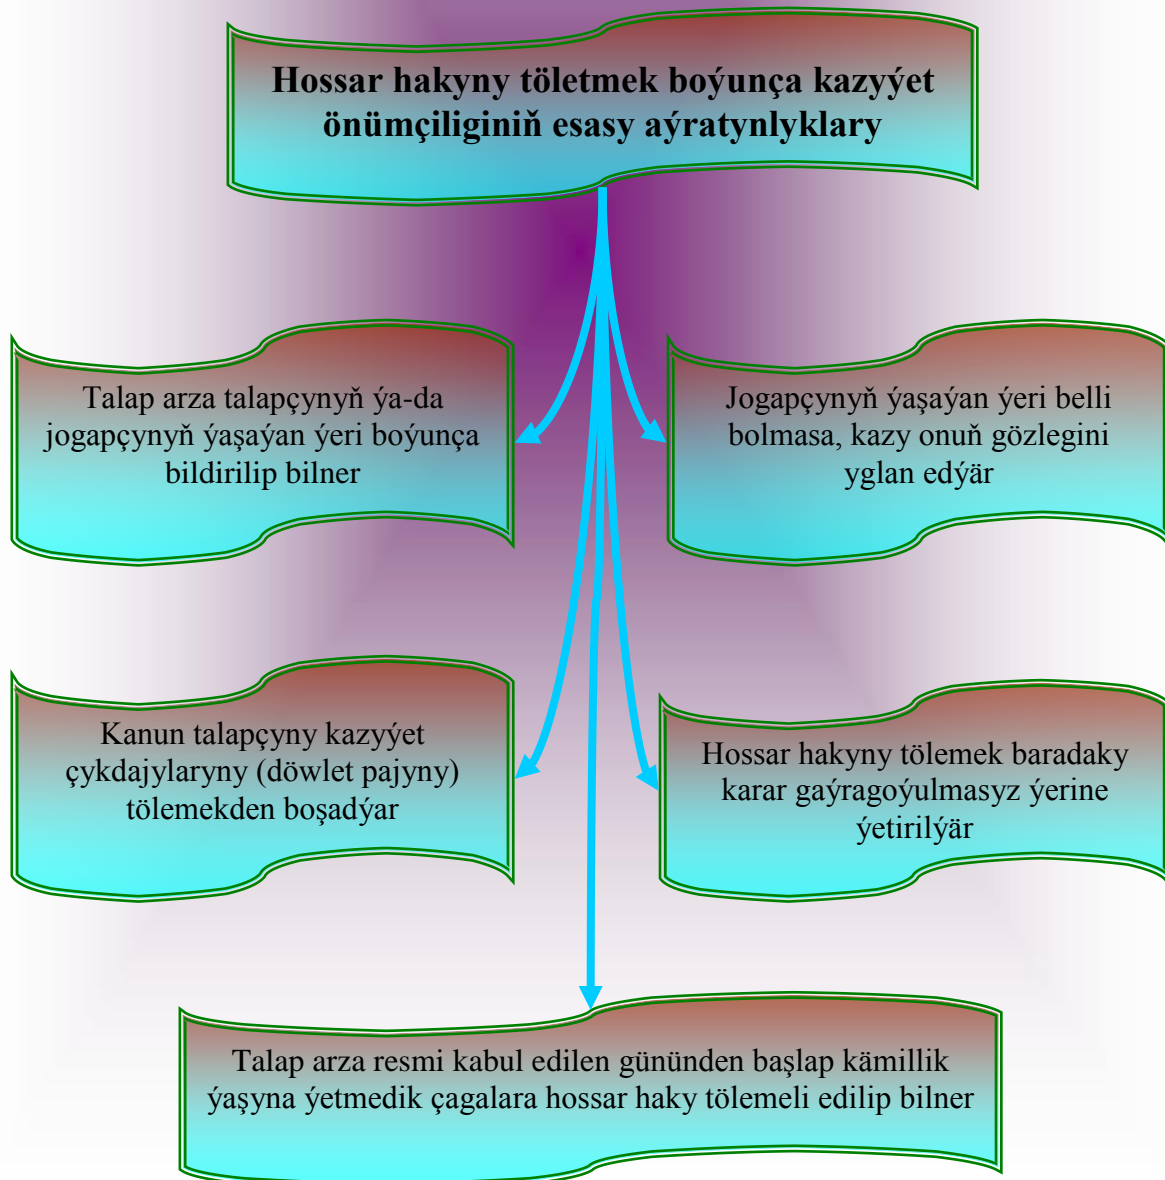 Hossar hakyny töletmek boýunça kazyýet
önümçiliginiň esasy aýratynlyklary
Talap arza talapçynyň ýa-da
jogapçynyň ýaşaýan ýeri boýunça
bildirilip bilner
Jogapçynyň ýaşaýan ýeri belli
bolmasa, kazy onuň gözlegini
yglan edýär
Kanun talapçyny kazyýet
çykdajylaryny (döwlet pajyny)
tölemekden boşadýar
Hossar hakyny tölemek baradaky
karar gaýragoýulmasyz ýerine
ýetirilýär
Talap arza resmi kabul edilen gününden başlap kämillik
ýaşyna ýetmedik çagalara hossar haky tölemeli edilip bilner